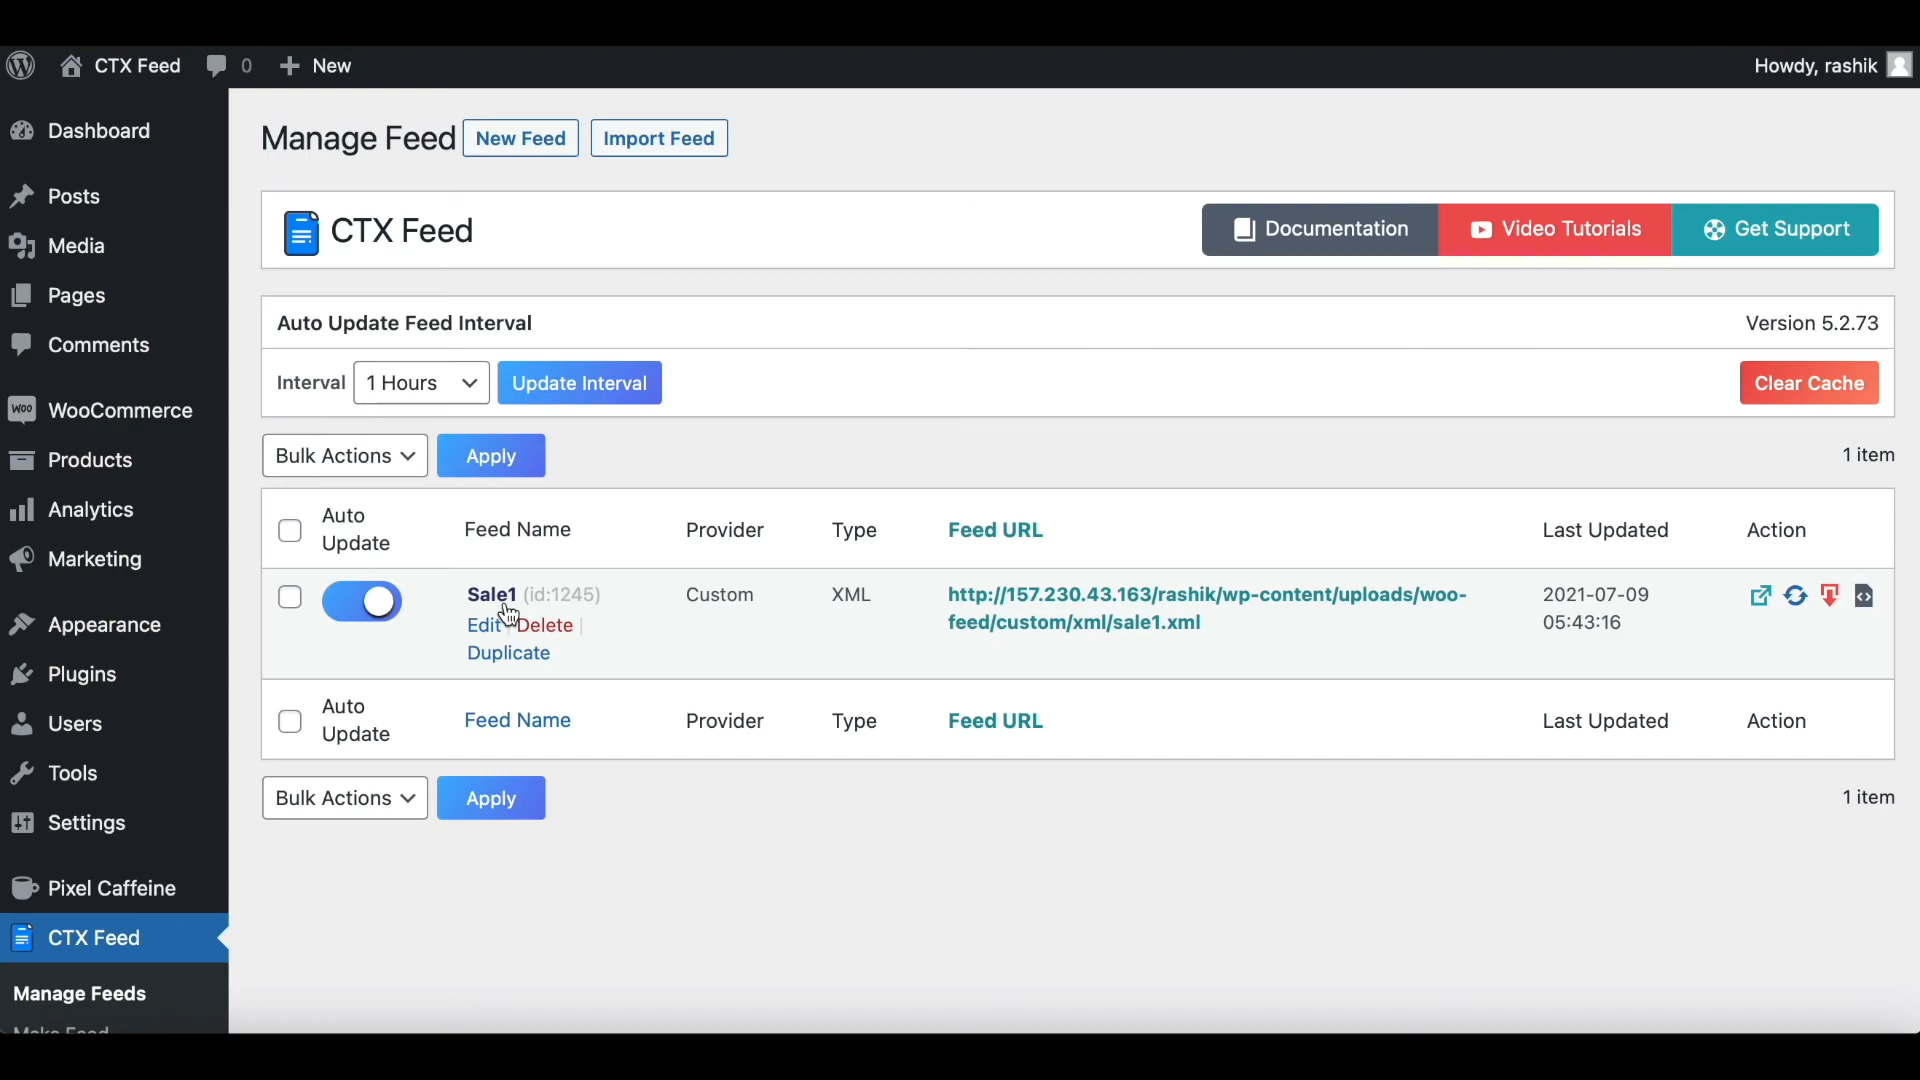 CTX Feed 0 New Howdy, rashik
Dashboard
Posts
Media
Pages
Comments
WOO WooCommerce
Products
Analytics
Marketing
Appearance
Plugins
Users
Tools
Settings
Pixel Caffeine
CTX Feed
Manage Feeds
Make Feed
Manage Feed New Feed Import Feed
CTX Feed Documentation Video Tutorials Get Support
Auto Update Feed Interval Version 5.2.73
Interval 1 Hours Update Interval Clear Cache
Bulk Actions Apply 1 item
Auto
Update Feed Name Provider Type Feed URL Last Updated Action
Sale1 (id:1245) Custom XML http://157.230.43.163/rashik/wp-content/uploads/woo- 2021-07-09
Edit | Delete | feed/custom/xml/sale1.xml 05:43:16
Duplicate
Auto
Update Feed Name Provider Type Feed URL Last Updated Action
Bulk Actions Apply 1 item